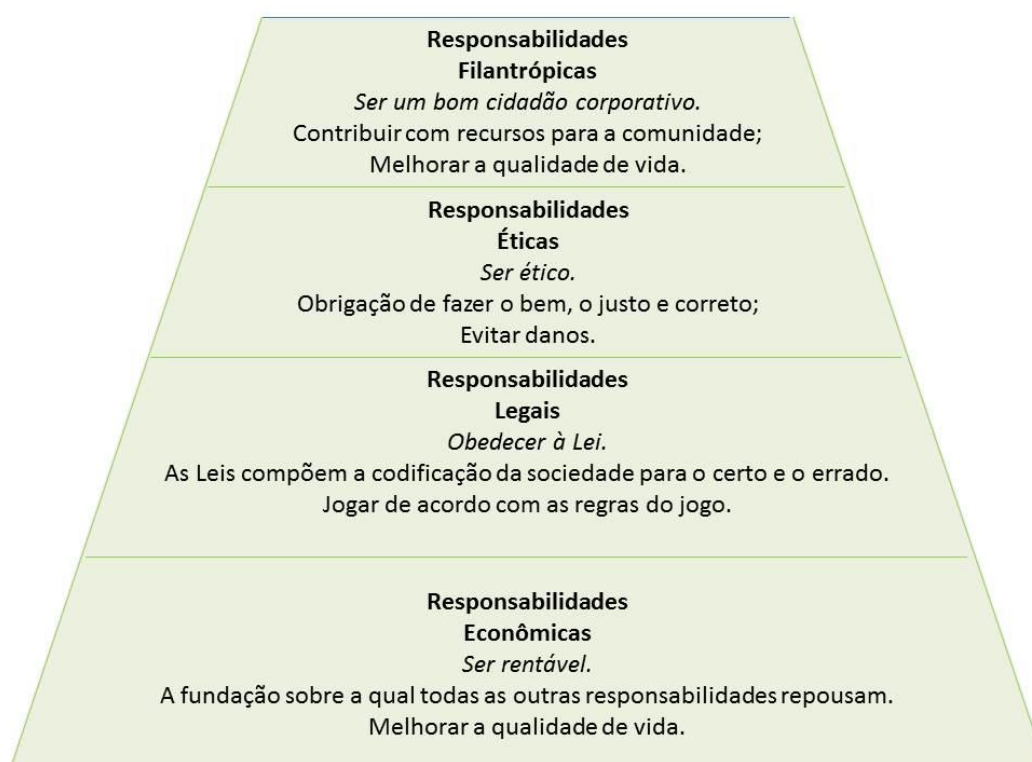 Responsabilidades
Filantrópicas
Ser um bom cidadão corporativo.
Contribuir com recursos para a comunidade;
Melhorar a qualidade de vida.
Responsabilidades
Éticas
Ser ético.
Obrigação de fazer o bem, o justo e correto;
Evitar danos.
Responsabilidades
Legais
Obedecer à Lei.
As Leis compõem a codificação da sociedade para o certo e o errado.
Jogar de acordo com as regras do jogo.
Responsabilidades
Econômicas
Ser rentável.
A fundação sobre a qual todas as outras responsabilidades repousam.
Melhorar a qualidade de vida.